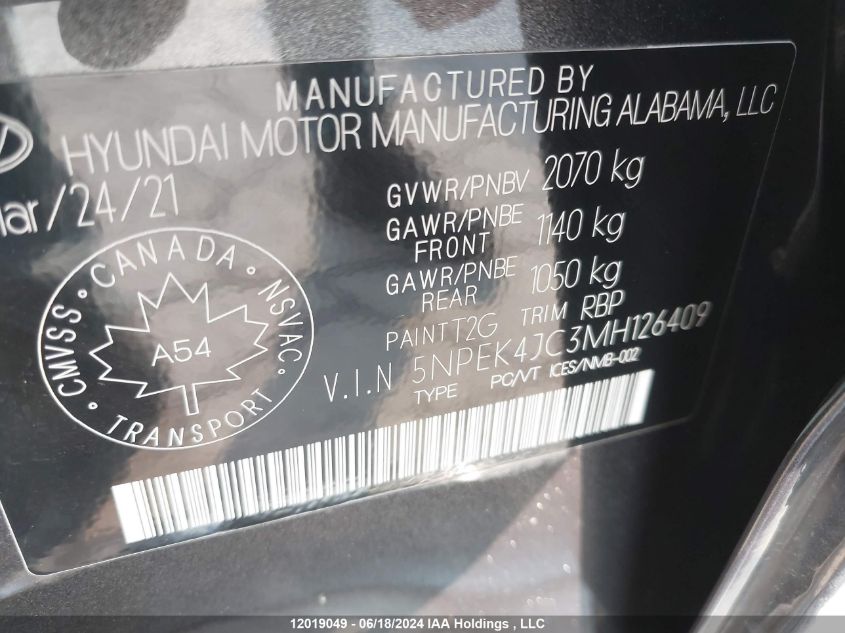 MANUFACTURED BY
HYUNDAI MOTOR MANUFACTURING ALABAMA, LLC
/24/21
GVWR/PNBV 2070 kg
GAWR/PNBE FRONT 1140 kg
GAWR/PNBE REAR 1050 kg
PAINT T2G TRIM RBP
V.I.N 5NPEK4JC3MH126409
TYPE PC/VT ICES/NMB-002
CANADA
CMVSS • NSVAC
A54
TRANSPORT
12019049 - 06/18/2024 IAA Holdings, LLC